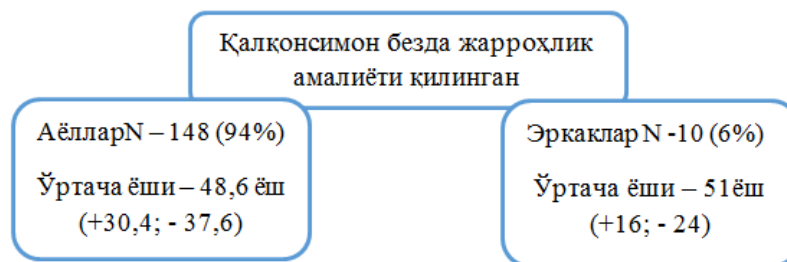 Қалқонсимон безда жарроҳлик
амалиёти қилинган
АёлларN – 148 (94%)
Ўртача ёши – 48,6 ёш
(+30,4; - 37,6)
Эркаклар N -10 (6%)
Ўртача ёши – 51ёш
(+16; - 24)